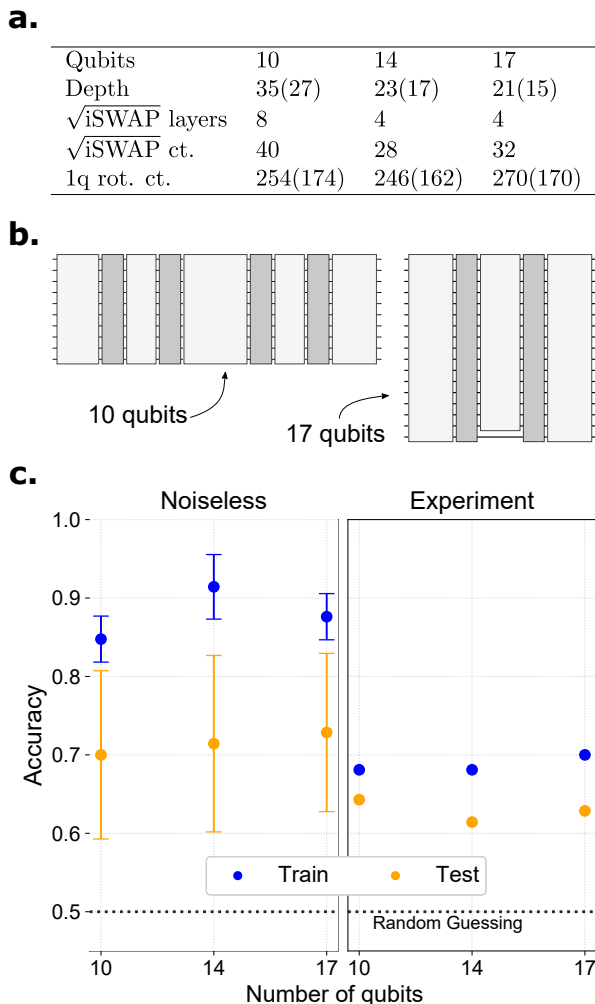 a.
Qubits 10 14 17
Depth 35(27) 23(17) 21(15)
√iSWAP layers 8 4 4
√iSWAP ct. 40 28 32
1q rot. ct. 254(174) 246(162) 270(170)
b.
10 qubits
17 qubits
c.
Noiseless Experiment
1.0
0.9
0.8
0.7
0.6
0.5
Accuracy
Train Test
Random Guessing
10 14 17 10 14 17
Number of qubits